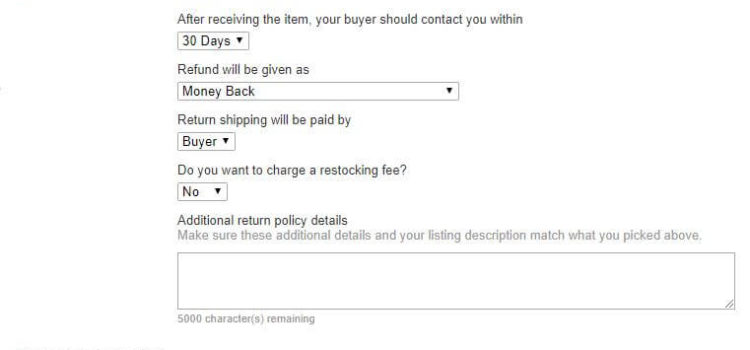 After receiving the item, your buyer should contact you within
30 Days
Refund will be given as
Money Back
Return shipping will be paid by
Buyer
Do you want to charge a restocking fee?
No
Additional return policy details
Make sure these additional details and your listing description match what you picked above.
5000 character(s) remaining